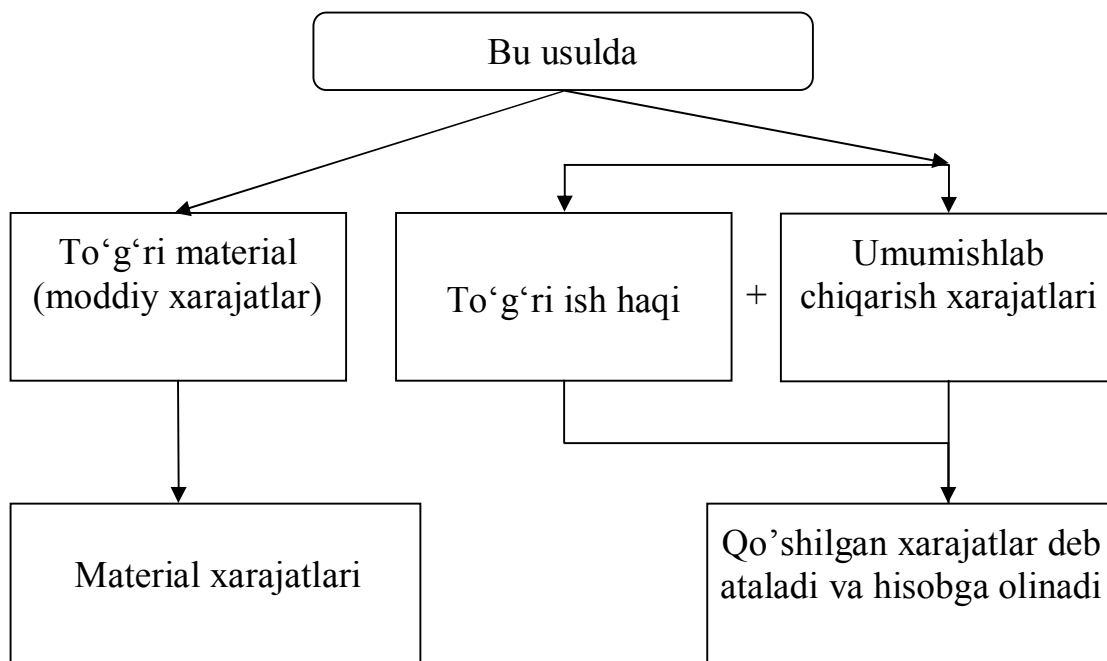 Bu usulda
To‘g‘ri material
(moddiy xarajatlar)
To‘g‘ri ish haqi
+
Umumishlab
chiqarish xarajatlari
Material xarajatlari
Qo’shilgan xarajatlar deb
ataladi va hisobga olinadi